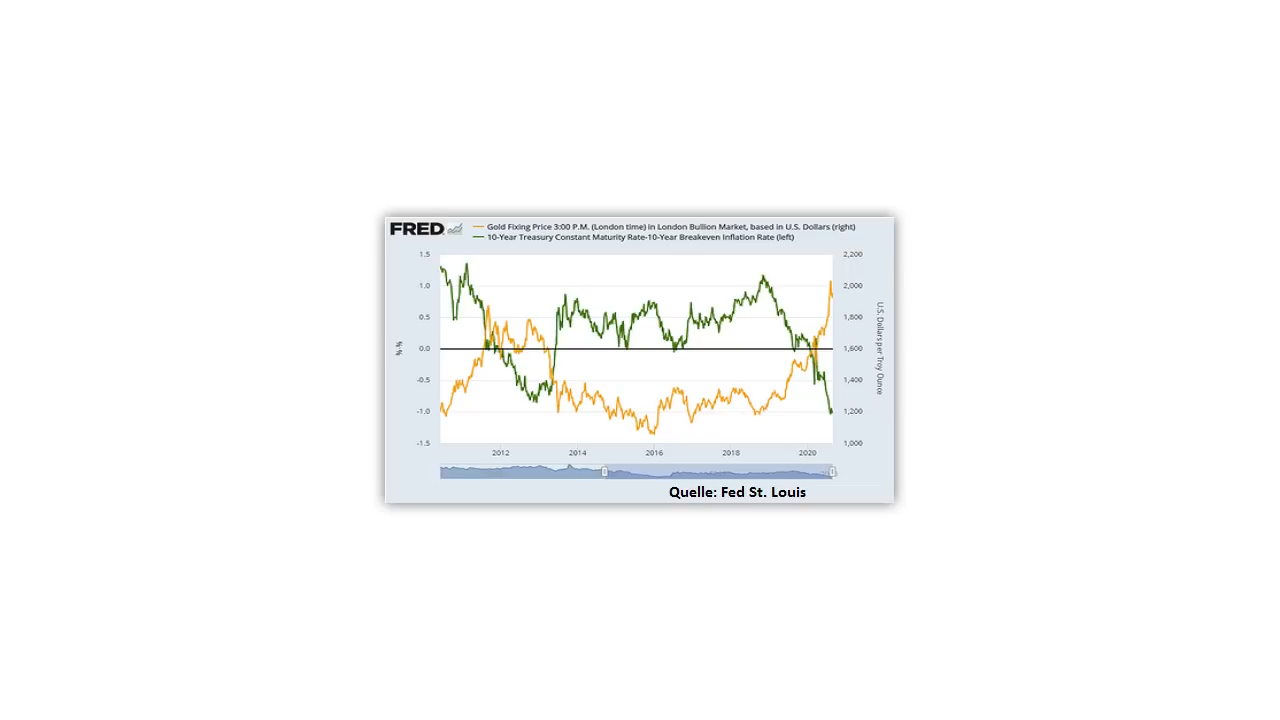 FRED
Gold Fixing Price 3:00 P.M. (London time) in London Bullion Market, based in U.S. Dollars (right)
10-Year Treasury Constant Maturity Rate-10-Year Breakeven Inflation Rate (left)
1.5
1.0
0.5
0.0
-0.5
-1.0
-1.5
%-%
2,200
2,000
1,800
1,600
1,400
1,200
1,000
U.S. Dollars per Troy Ounce
2012 2014 2016 2018 2020
Quelle: Fed St. Louis